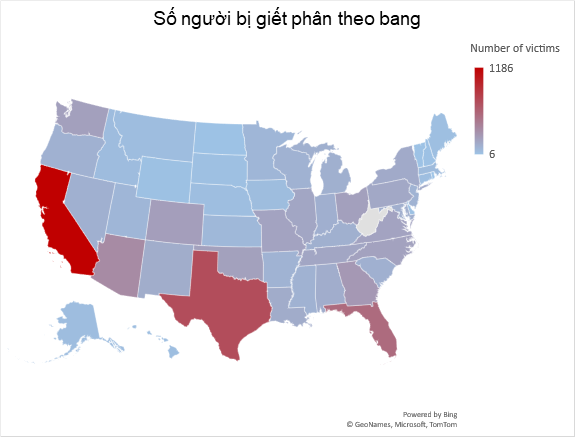 Số người bị giết phân theo bang
Number of victims
1186
6
Powered by Bing
© GeoNames, Microsoft, TomTom